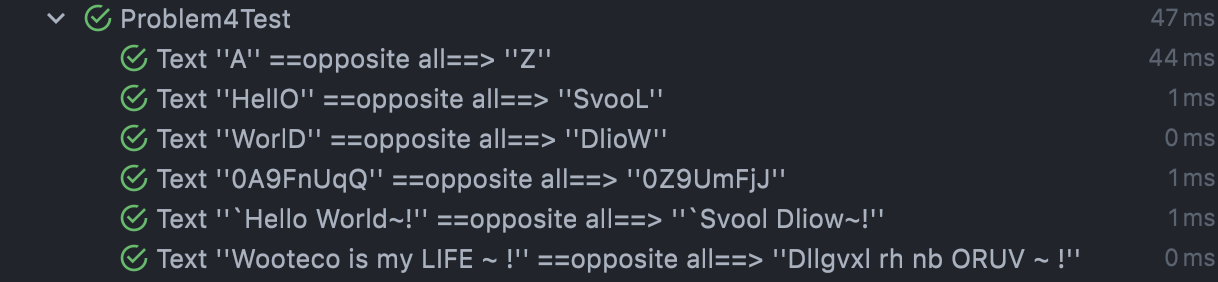 Problem4Test 47 ms
Text ''A'' ==opposite all==> ''Z'' 44 ms
Text ''HellO'' ==opposite all==> ''SvooL'' 1 ms
Text ''WorlD'' ==opposite all==> ''DlioW'' 0 ms
Text ''0A9FnUqQ'' ==opposite all==> ''0Z9UmFjJ'' 1 ms
Text ''`Hello World~!'' ==opposite all==> ''`Svool Dliow~!'' 1 ms
Text ''Wooteco is my LIFE ~ !'' ==opposite all==> ''Dllgvxl rh nb ORUV ~ !'' 0 ms